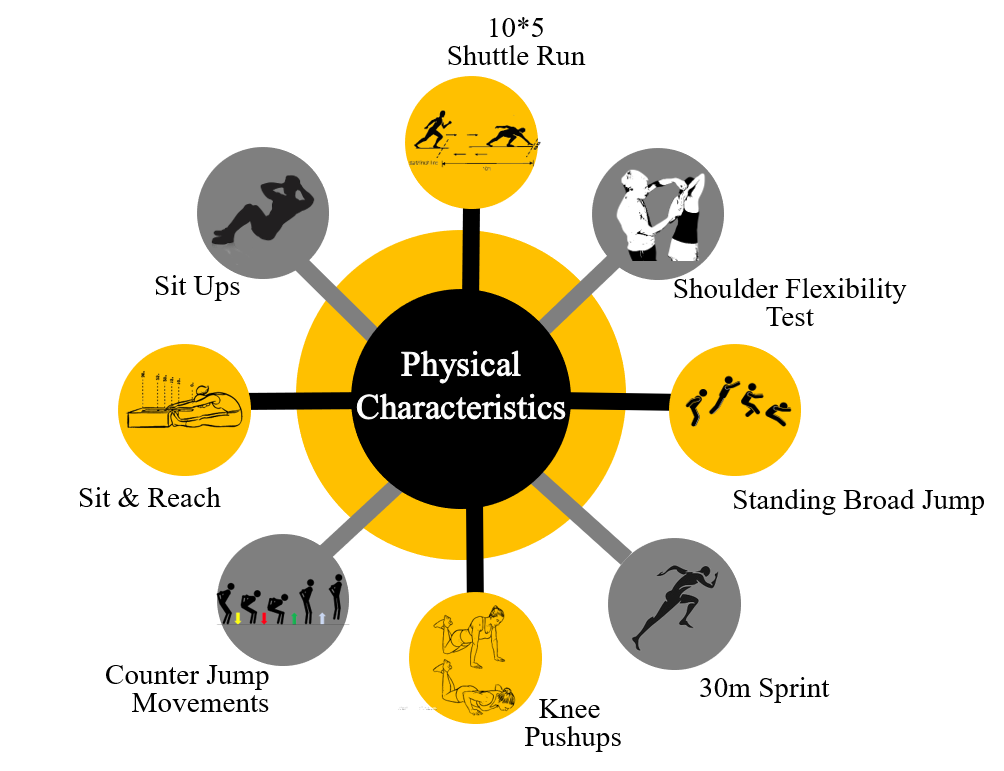 10*5
Shuttle Run
Sit Ups
Shoulder Flexibility
Test
Physical
Characteristics
Sit & Reach
Standing Broad Jump
Counter Jump
Movements
30m Sprint
Knee
Pushups